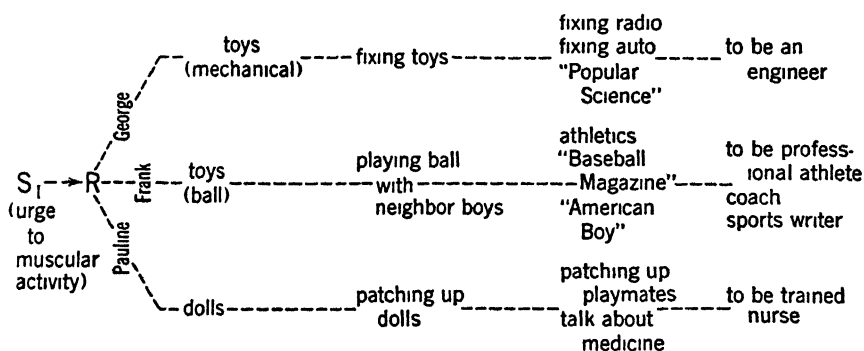 toys
(mechanical)
fixing toys
fixing radio
fixing auto
"Popular
Science"
to be an
engineer
George
S₁
R
(urge
to
muscular
activity)
Frank
toys
(ball)
playing ball
with
neighbor boys
athletics
"Baseball
Magazine"
"American
Boy"
to be profess-
ional athlete
coach
sports writer
Pauline
dolls
patching up
dolls
patching up
playmates
talk about
medicine
to be trained
nurse